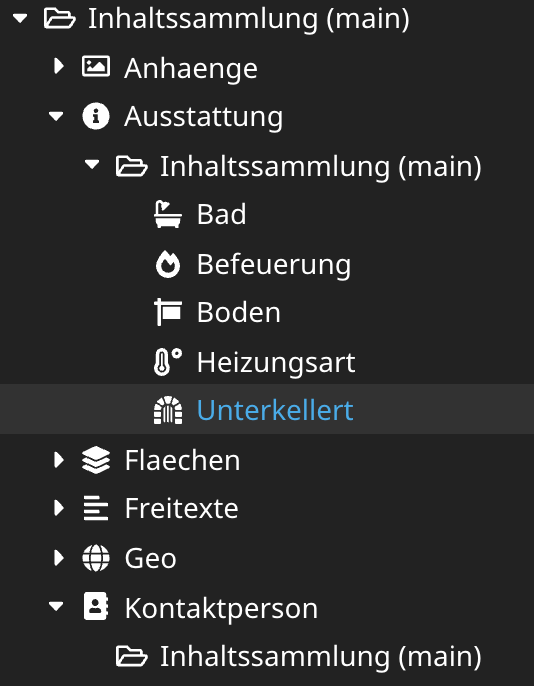 Inhaltssammlung (main)
Anhaenge
Ausstattung
Inhaltssammlung (main)
Bad
Befeuerung
Boden
Heizungsart
Unterkellert
Flaechen
Freitexte
Geo
Kontaktperson
Inhaltssammlung (main)